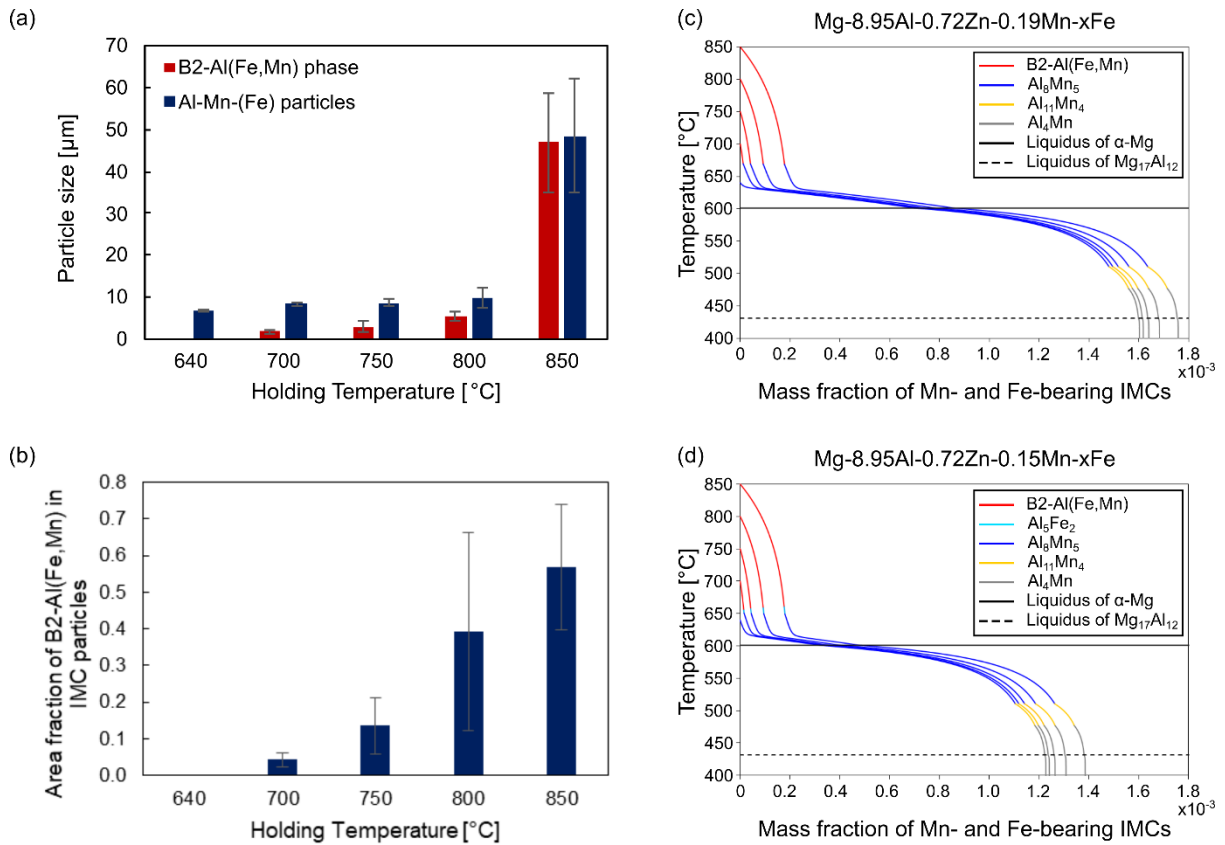 (a)
70
60
50
40
30
20
10
0
Particle size [µm]
B2-Al(Fe,Mn) phase
Al-Mn-(Fe) particles
640 700 750 800 850
Holding Temperature [°C]
(b)
0.8
0.7
0.6
0.5
0.4
0.3
0.2
0.1
0.0
Area fraction of B2-Al(Fe,Mn) in
IMC particles
640 700 750 800 850
Holding Temperature [°C]
(c)
Mg-8.95Al-0.72Zn-0.19Mn-xFe
850
800
750
700
650
600
550
500
450
400
Temperature [°C]
B2-Al(Fe,Mn)
Al₈Mn₅
Al₁₁Mn₄
Al₄Mn
Liquidus of α-Mg
Liquidus of Mg₁₇Al₁₂
0 0.2 0.4 0.6 0.8 1.0 1.2 1.4 1.6 1.8
x10⁻³
Mass fraction of Mn- and Fe-bearing IMCs
(d)
Mg-8.95Al-0.72Zn-0.15Mn-xFe
850
800
750
700
650
600
550
500
450
400
Temperature [°C]
B2-Al(Fe,Mn)
Al₅Fe₂
Al₈Mn₅
Al₁₁Mn₄
Al₄Mn
Liquidus of α-Mg
Liquidus of Mg₁₇Al₁₂
0 0.2 0.4 0.6 0.8 1.0 1.2 1.4 1.6 1.8
x10⁻³
Mass fraction of Mn- and Fe-bearing IMCs